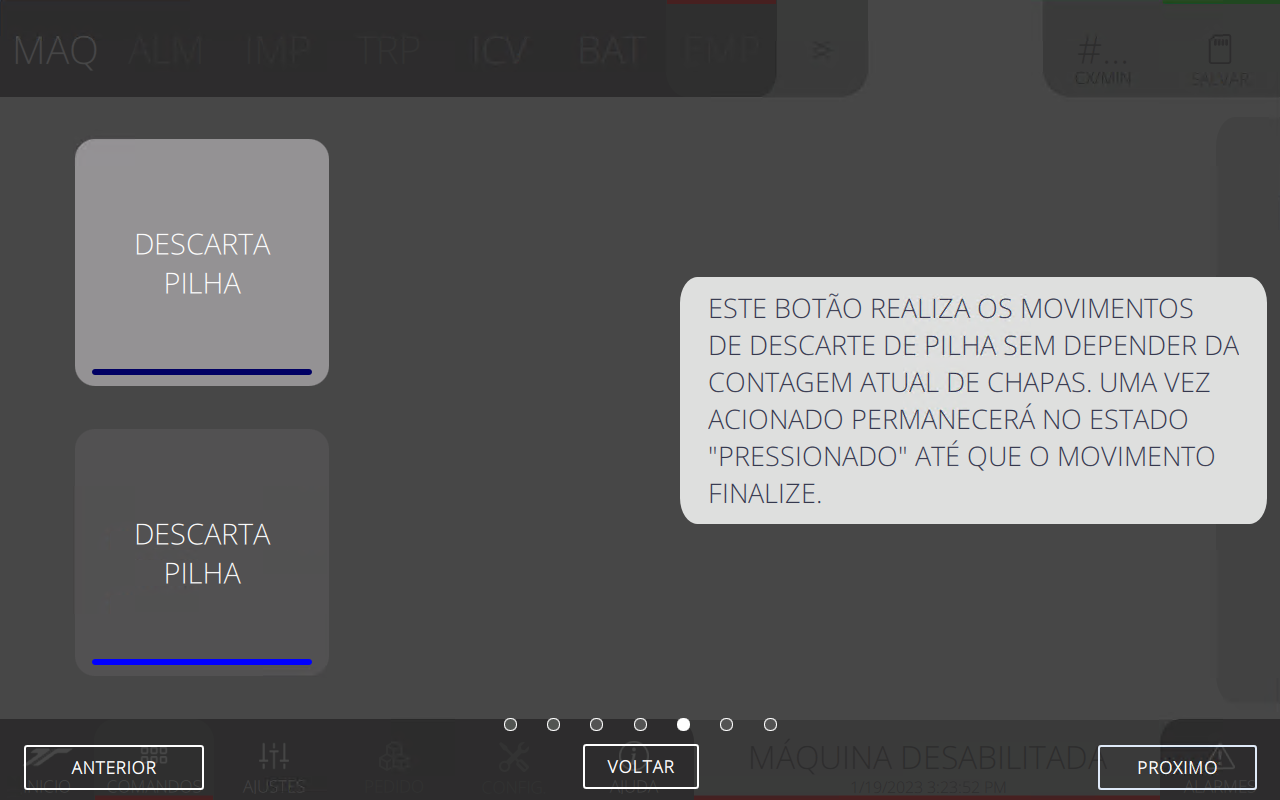 MAQ ALM IMP TRP ICV BAT EMP
#...
CX/MIN
SALVAR
DESCARTA
PILHA
ESTE BOTÃO REALIZA OS MOVIMENTOS
DE DESCARTE DE PILHA SEM DEPENDER DA
CONTAGEM ATUAL DE CHAPAS. UMA VEZ
ACIONADO PERMANECERÁ NO ESTADO
"PRESSIONADO" ATÉ QUE O MOVIMENTO
FINALIZE.
DESCARTA
PILHA
MÁQUINA DESABILITADA
ANTERIOR
VOLTAR
PROXIMO
INICIO COMANDOS AJUSTES PEDIDO CONFIG AJUDA
1/19/2023 3:23:52 PM
ALARMES